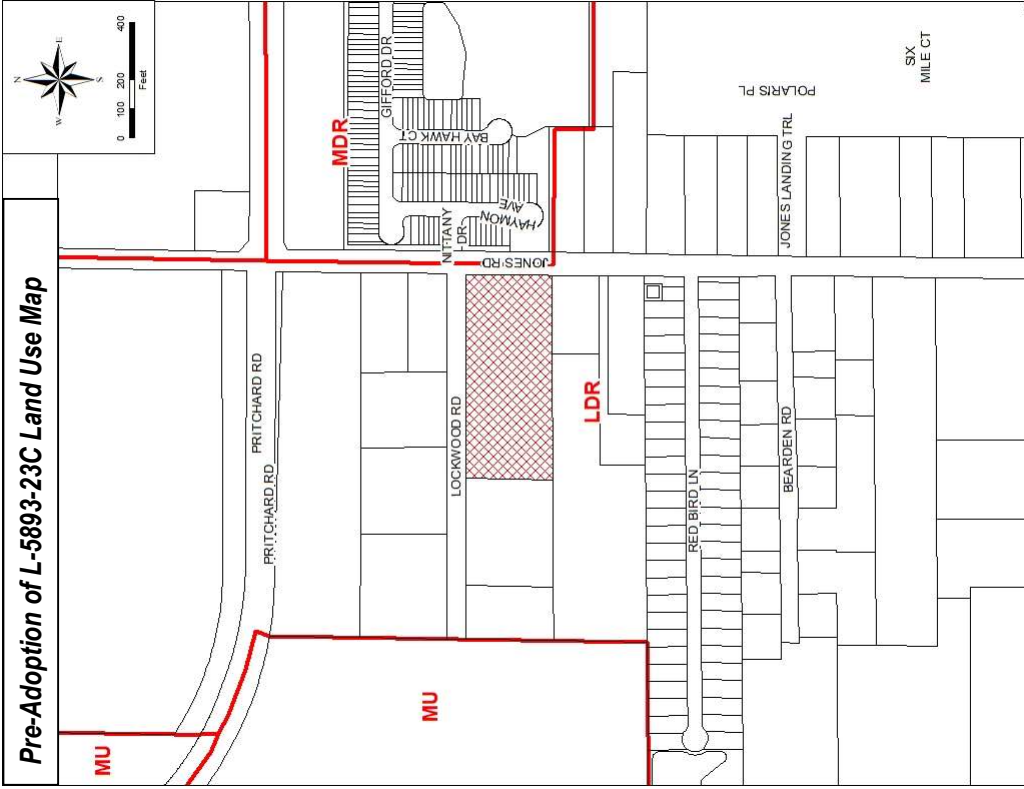 Pre-Adoption of L-5893-23C Land Use Map
N
E
S
W
0 100 200 400
Feet
MU
MU
MDR
LDR
PRITCHARD RD
PRITCHARD RD
LOCKWOOD RD
JONES RD
NITTANY
DR
HAYMON
AVE
BAY HAWK CT
GIFFORD DR
RED BIRD LN
BEARDEN RD
JONES LANDING TRL
POLARIS PL
SIX
MILE CT